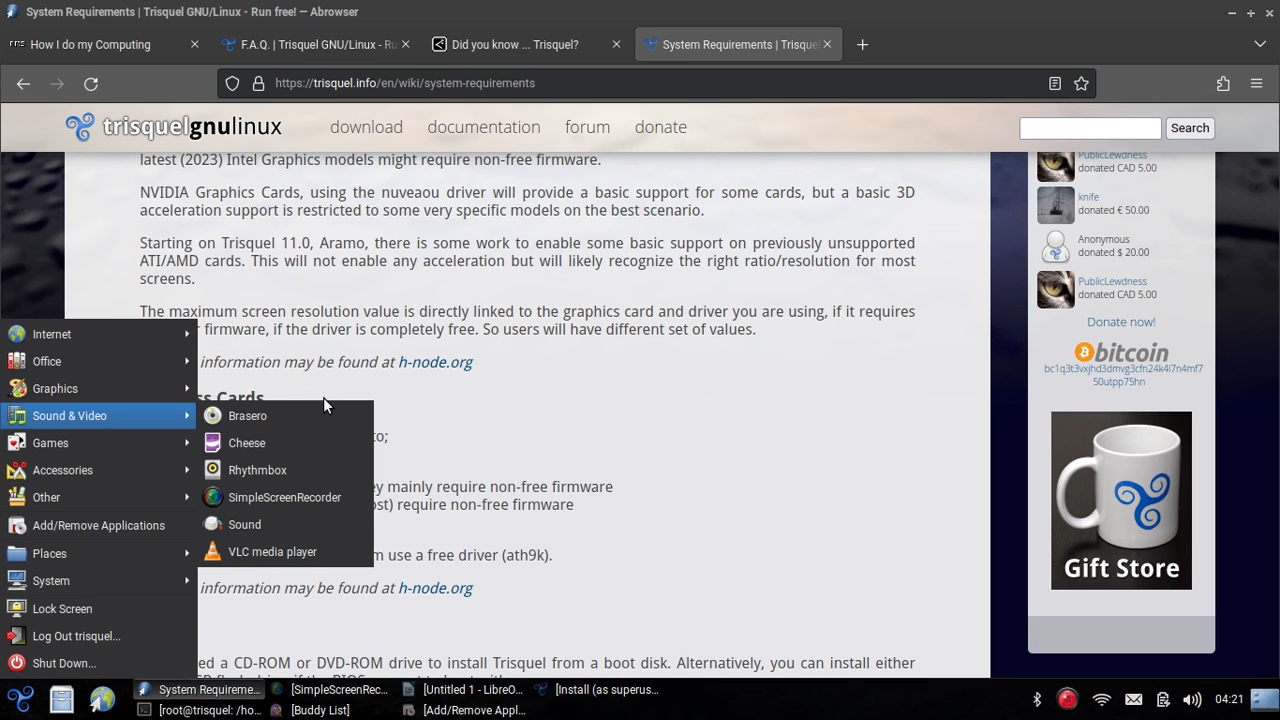 System Requirements | Trisquel GNU/Linux - Run free! — Abrowser
How I do my Computing
F.A.Q. | Trisquel GNU/Linux - Ru
Did you know ... Trisquel?
System Requirements | Trisque
https://trisquel.info/en/wiki/system-requirements
trisquelgnulinux
download
documentation
forum
donate
Search
latest (2023) Intel Graphics models might require non-free firmware.
NVIDIA Graphics Cards, using the nuveaou driver will provide a basic support for some cards, but a basic 3D
acceleration support is restricted to some very specific models on the best scenario.
Starting on Trisquel 11.0, Aramo, there is some work to enable some basic support on previously unsupported
ATI/AMD cards. This will not enable any acceleration but will likely recognize the right ratio/resolution for most
screens.
The maximum screen resolution value is directly linked to the graphics card and driver you are using, if it requires
r firmware, if the driver is completely free. So users will have different set of values.
information may be found at h-node.org
ss Cards
to;
ey mainly require non-free firmware
ost) require non-free firmware
m use a free driver (ath9k).
information may be found at h-node.org
ed a CD-ROM or DVD-ROM drive to install Trisquel from a boot disk. Alternatively, you can install either
PublicLewdness
donated CAD 5.00
knife
donated € 50.00
Anonymous
donated $ 20.00
PublicLewdness
donated CAD 5.00
Donate now!
bitcoin
bc1q3t3vxjhd3dmvg3cfn24k4l7n4mf7
50utpp75hn
Gift Store
Internet
Office
Graphics
Sound & Video
Games
Accessories
Other
Add/Remove Applications
Places
System
Lock Screen
Log Out trisquel...
Shut Down...
Brasero
Cheese
Rhythmbox
SimpleScreenRecorder
Sound
VLC media player
System Requireme...
[SimpleScreenRec...
[Untitled 1 - LibreO...
[Install (as superus...
[root@trisquel: /ho...
[Buddy List]
[Add/Remove Appl...
04:21